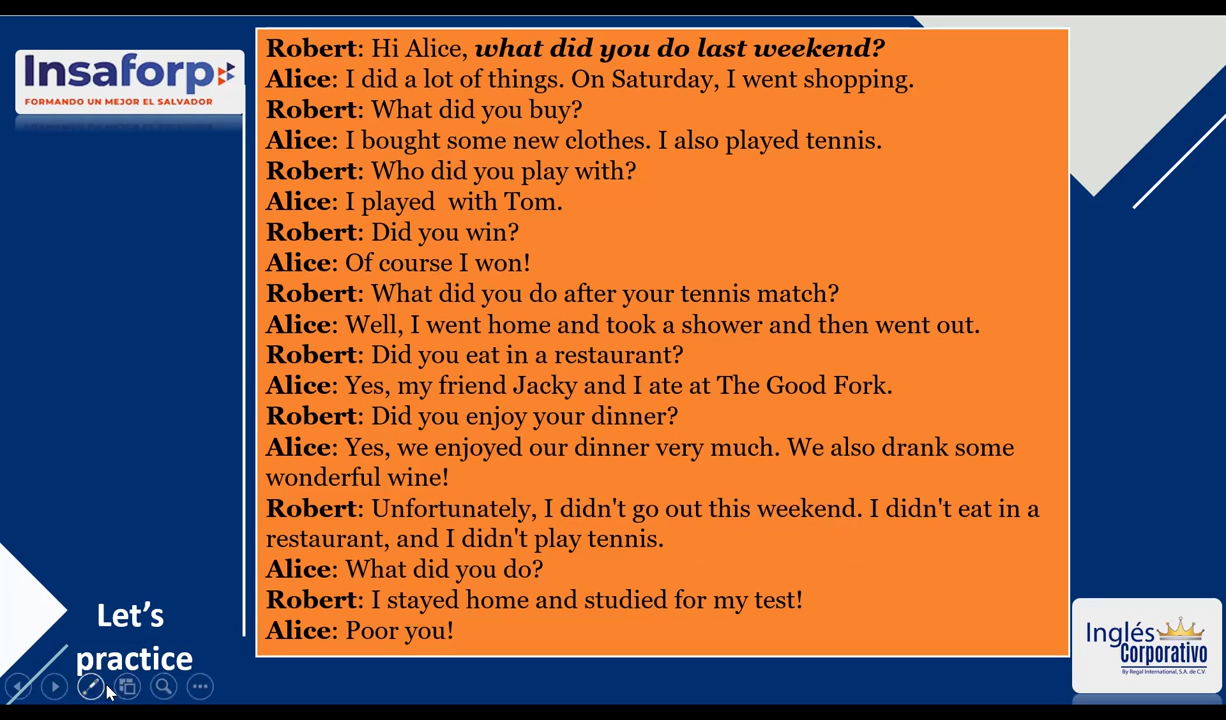 Insaforp
FORMANDO UN MEJOR EL SALVADOR
Robert: Hi Alice, what did you do last weekend?
Alice: I did a lot of things. On Saturday, I went shopping.
Robert: What did you buy?
Alice: I bought some new clothes. I also played tennis.
Robert: Who did you play with?
Alice: I played  with Tom.
Robert: Did you win?
Alice: Of course I won!
Robert: What did you do after your tennis match?
Alice: Well, I went home and took a shower and then went out.
Robert: Did you eat in a restaurant?
Alice: Yes, my friend Jacky and I ate at The Good Fork.
Robert: Did you enjoy your dinner?
Alice: Yes, we enjoyed our dinner very much. We also drank some
wonderful wine!
Robert: Unfortunately, I didn't go out this weekend. I didn't eat in a
restaurant, and I didn't play tennis.
Alice: What did you do?
Robert: I stayed home and studied for my test!
Alice: Poor you!
Let's
practice
Inglés
Corporativo
By Regal International, S.A. de C.V.